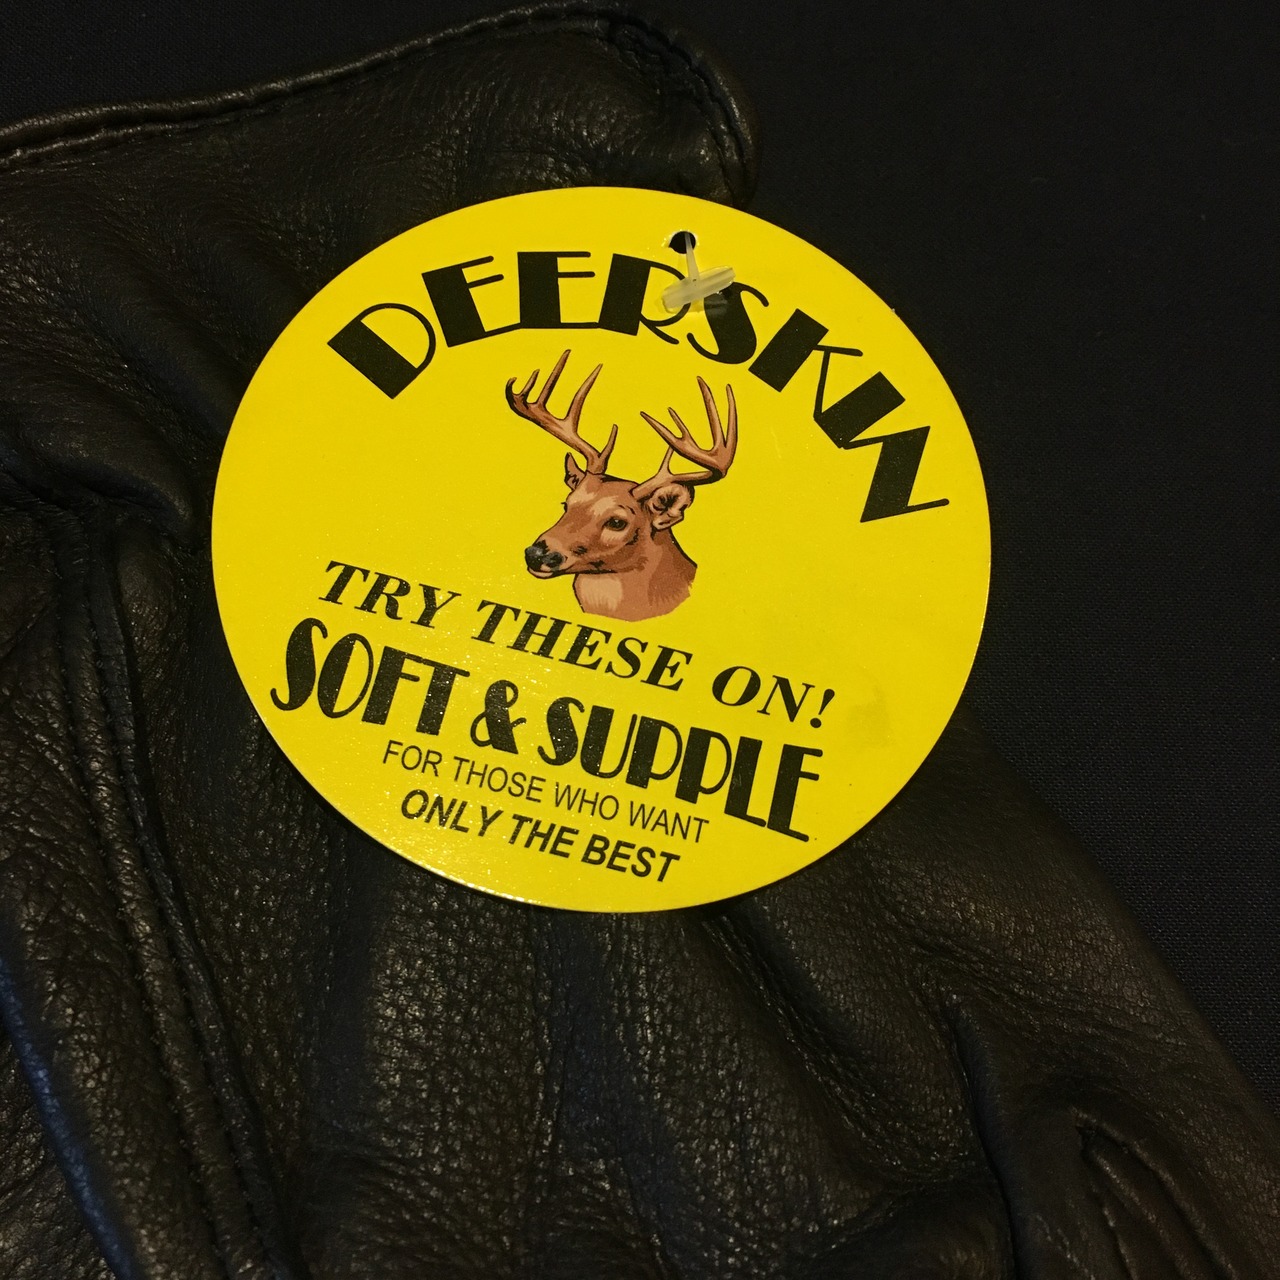 DEERSKIN
TRY THESE ON!
SOFT & SUPPLE
FOR THOSE WHO WANT
ONLY THE BEST